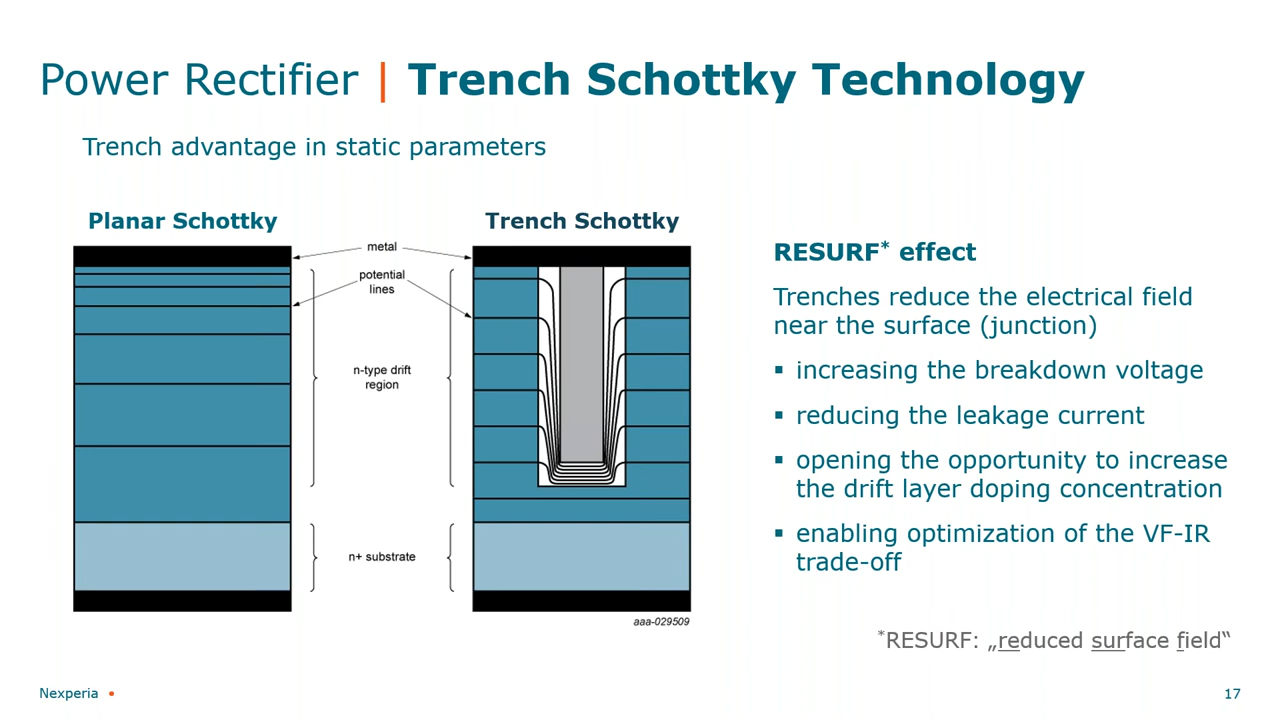 Power Rectifier | Trench Schottky Technology
Trench advantage in static parameters
Planar Schottky
Trench Schottky
metal
potential
lines
n-type drift
region
n+ substrate
aaa-029509
RESURF* effect
Trenches reduce the electrical field
near the surface (junction)
▪ increasing the breakdown voltage
▪ reducing the leakage current
▪ opening the opportunity to increase
the drift layer doping concentration
▪ enabling optimization of the VF-IR
trade-off
*RESURF: „reduced surface field“
Nexperia •
17